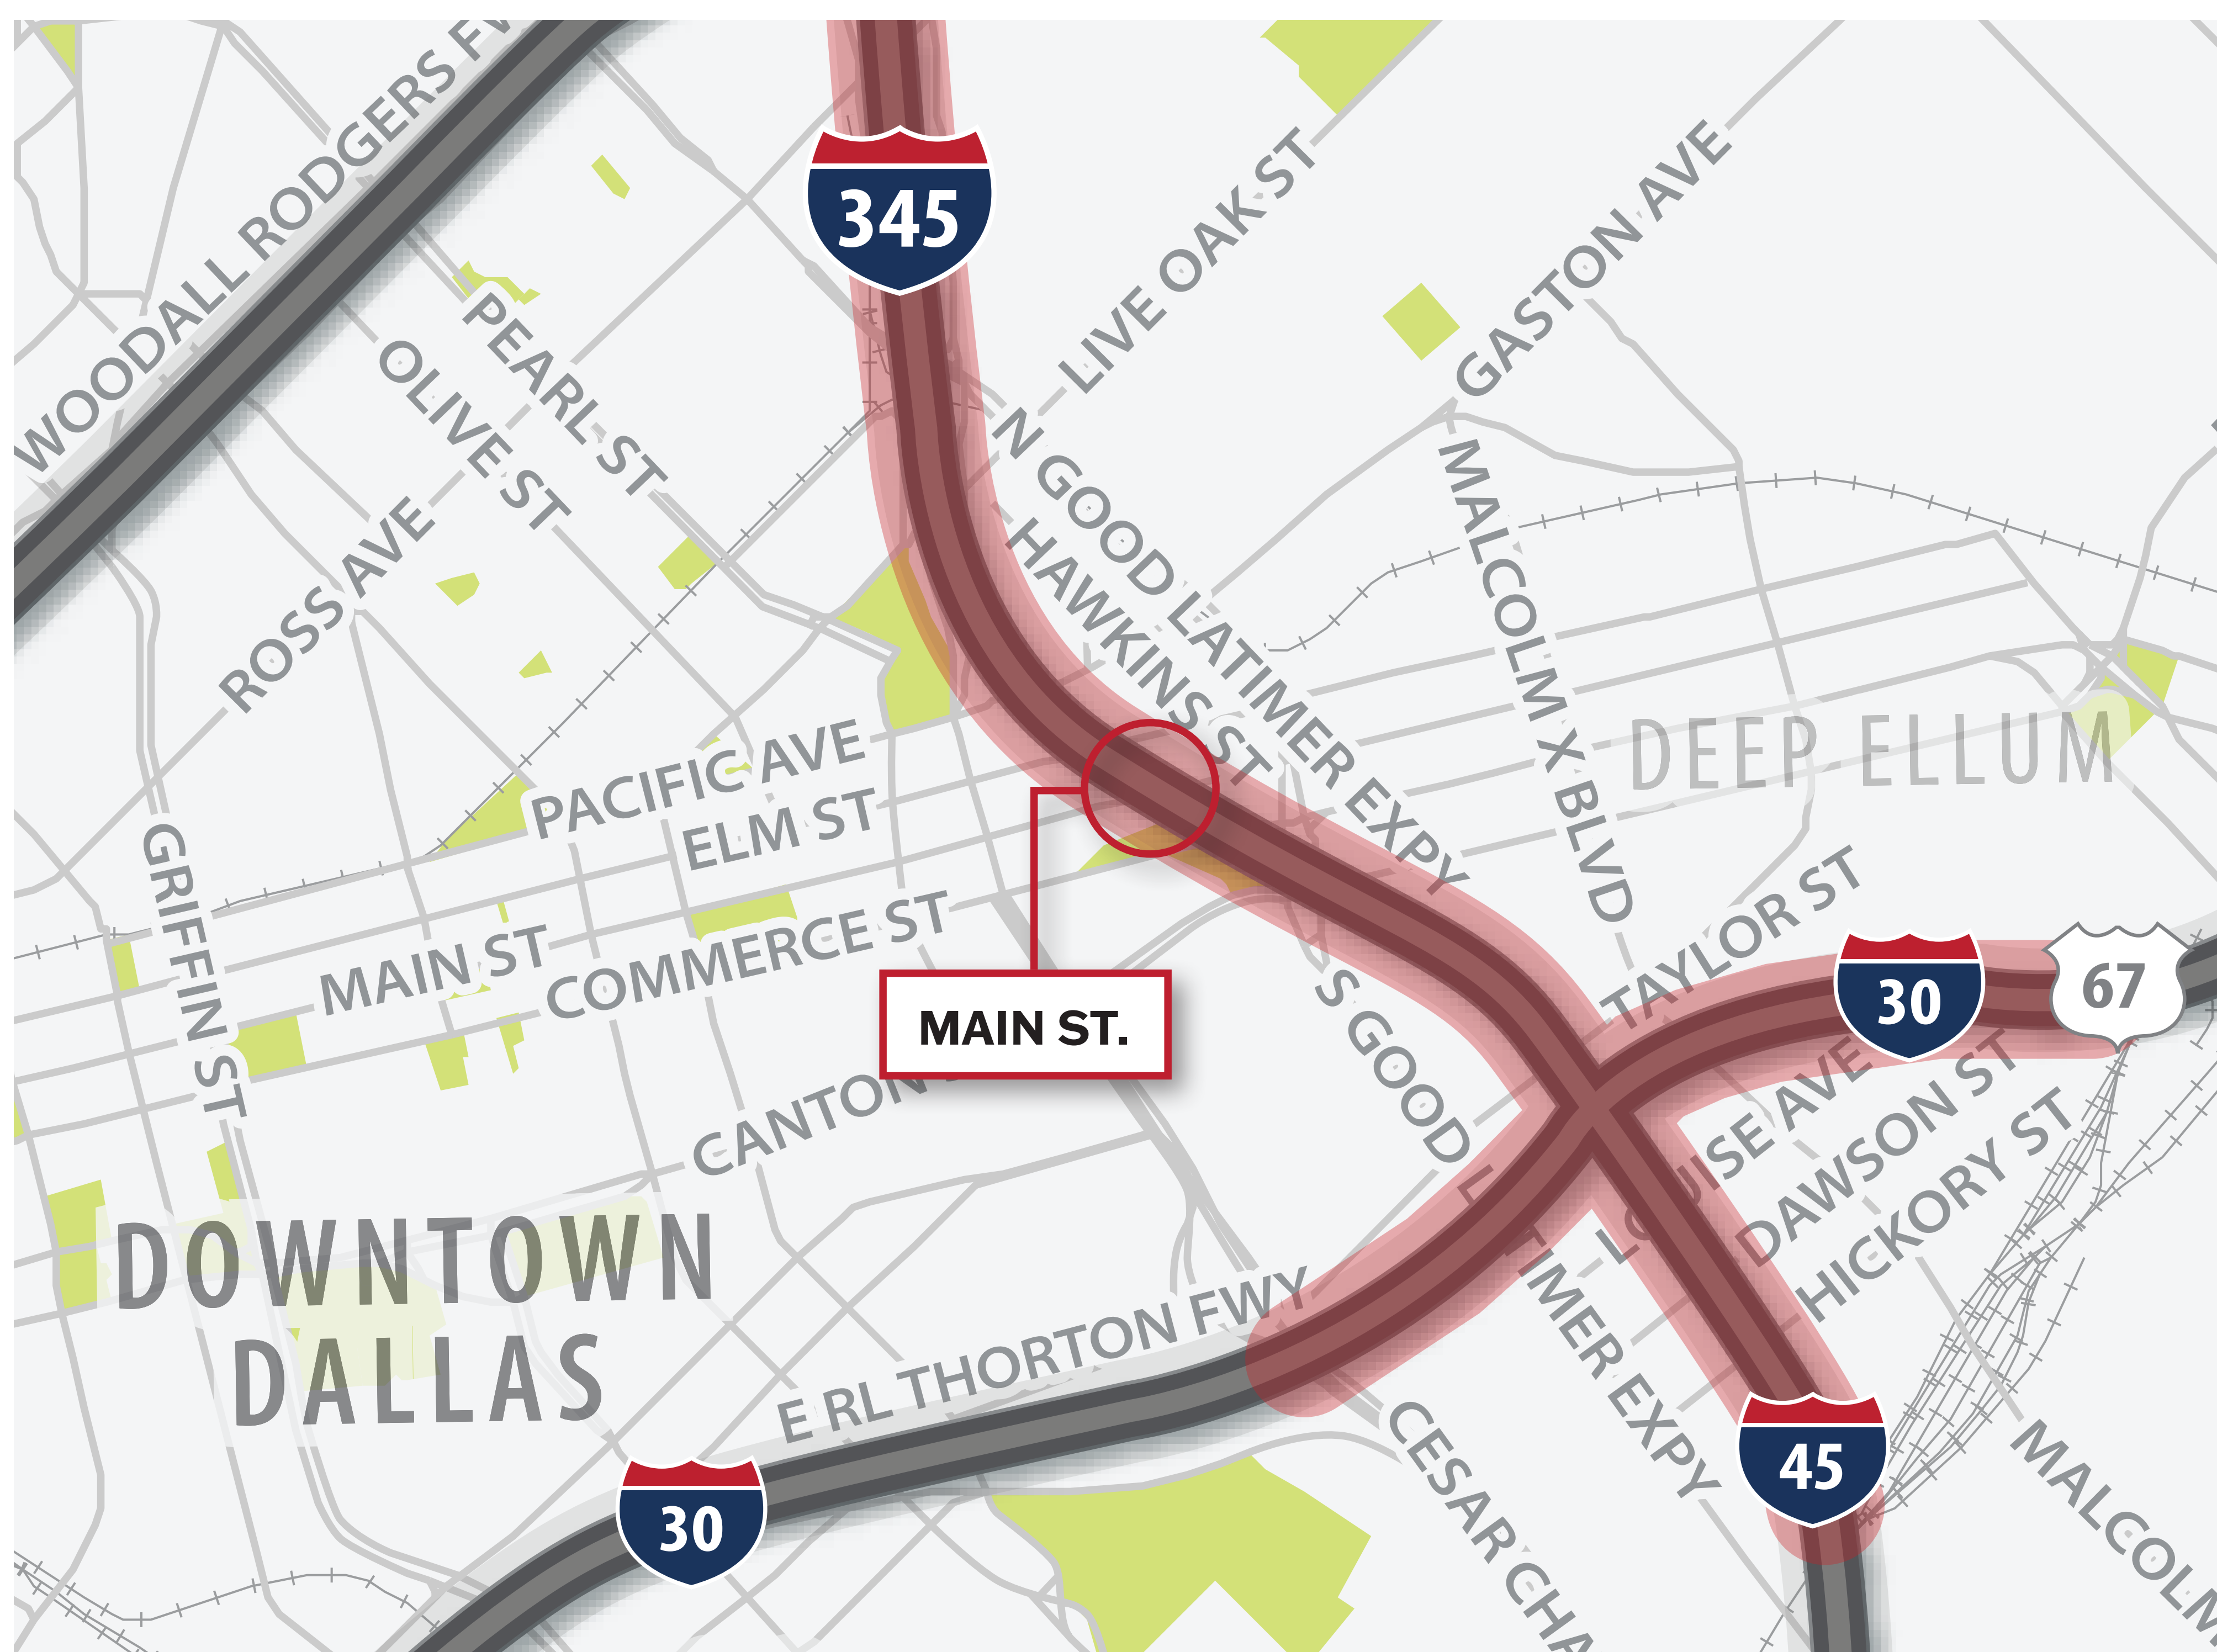 WOODALL RODGERS FW
345
LIVE OAK ST
GASTON AVE
PEARL ST
OLIVE ST
N GOOD LATIMER EXPY
HAWKINS ST
MALCOLM X BLVD
ROSS AVE
DEEP ELLUM
PACIFIC AVE
ELM ST
GRIFFIN ST
MAIN ST
COMMERCE ST
TAYLOR ST
30
67
MAIN ST.
CANTON
S GOOD LATIMER EXPY
LOUISE AVE
DAWSON ST
HICKORY ST
DOWNTOWN
DALLAS
E RL THORTON FWY
CESAR CHA
45
MALCOLM
30